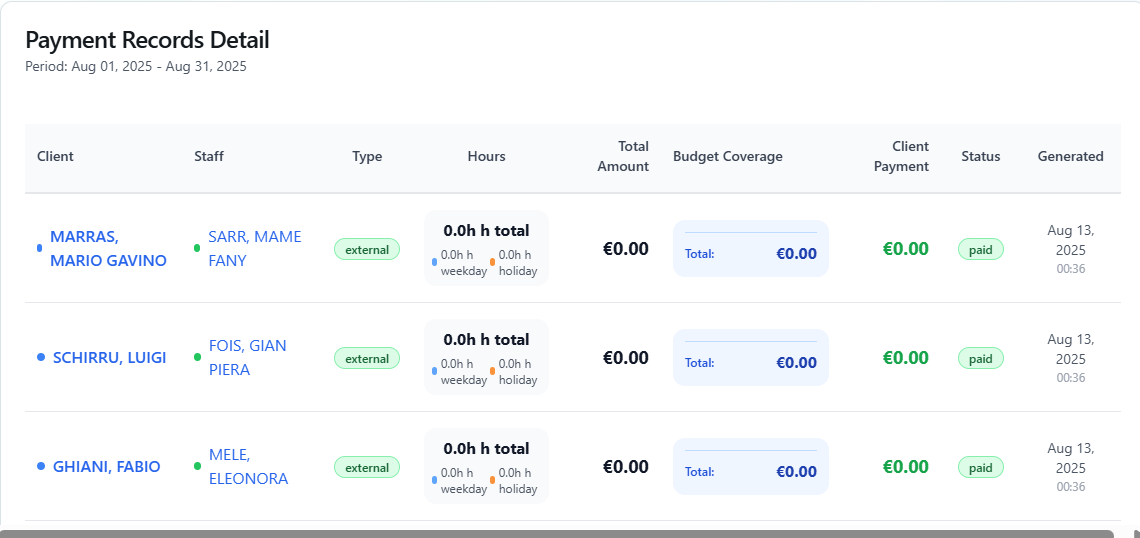 Payment Records Detail
Period: Aug 01, 2025 - Aug 31, 2025
Client Staff Type Hours Total Amount Budget Coverage Client Payment Status Generated
MARRAS, MARIO GAVINO
SARR, MAME FANY
external
0.0h h total
0.0h h weekday
0.0h h holiday
€0.00
Total: €0.00
€0.00
paid
Aug 13, 2025
00:36
SCHIRRU, LUIGI
FOIS, GIAN PIERA
external
0.0h h total
0.0h h weekday
0.0h h holiday
€0.00
Total: €0.00
€0.00
paid
Aug 13, 2025
00:36
GHIANI, FABIO
MELE, ELEONORA
external
0.0h h total
0.0h h weekday
0.0h h holiday
€0.00
Total: €0.00
€0.00
paid
Aug 13, 2025
00:36